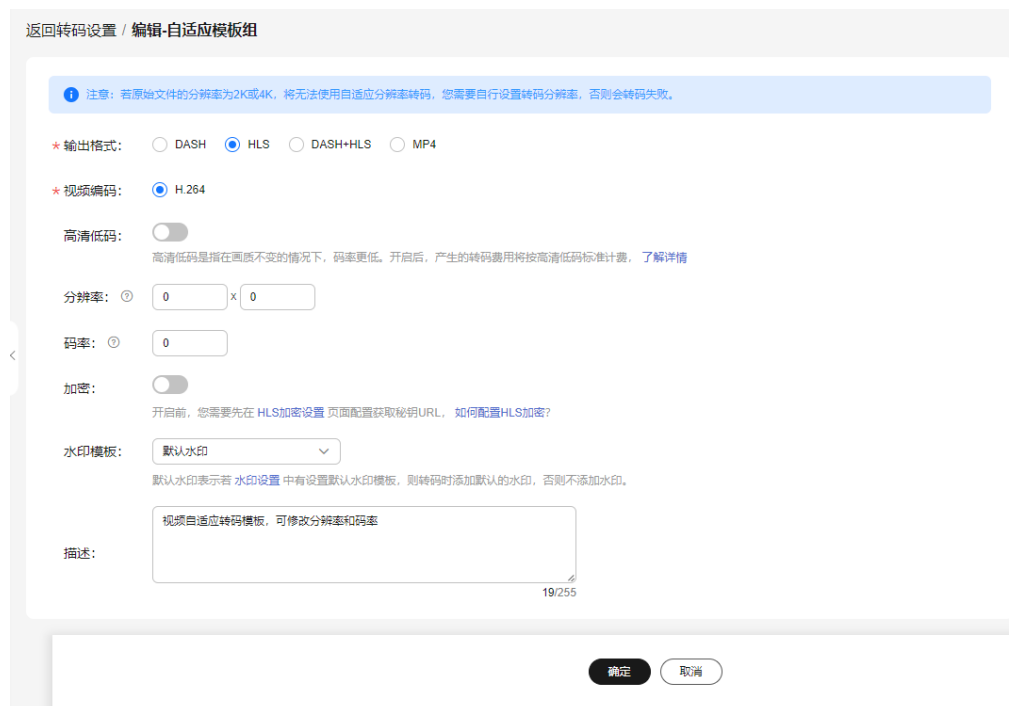 返回转码设置 / 编辑-自适应模板组
注意：若原始文件的分辨率为2K或4K，将无法使用自适应分辨率转码，您需要自行设置转码分辨率，否则会转码失败。
* 输出格式： DASH HLS DASH+HLS MP4
* 视频编码： H.264
高清低码：
高清低码是指在画质不变的情况下，码率更低。开启后，产生的转码费用将按高清低码标准计费， 了解详情
分辨率： ? 0 x 0
码率： ? 0
加密：
开启前，您需要先在 HLS加密设置 页面配置获取秘钥URL， 如何配置HLS加密?
水印模板： 默认水印
默认水印表示若 水印设置 中有设置默认水印模板，则转码时添加默认的水印，否则不添加水印。
视频自适应转码模板，可修改分辨率和码率
描述：
19/255
确定 取消